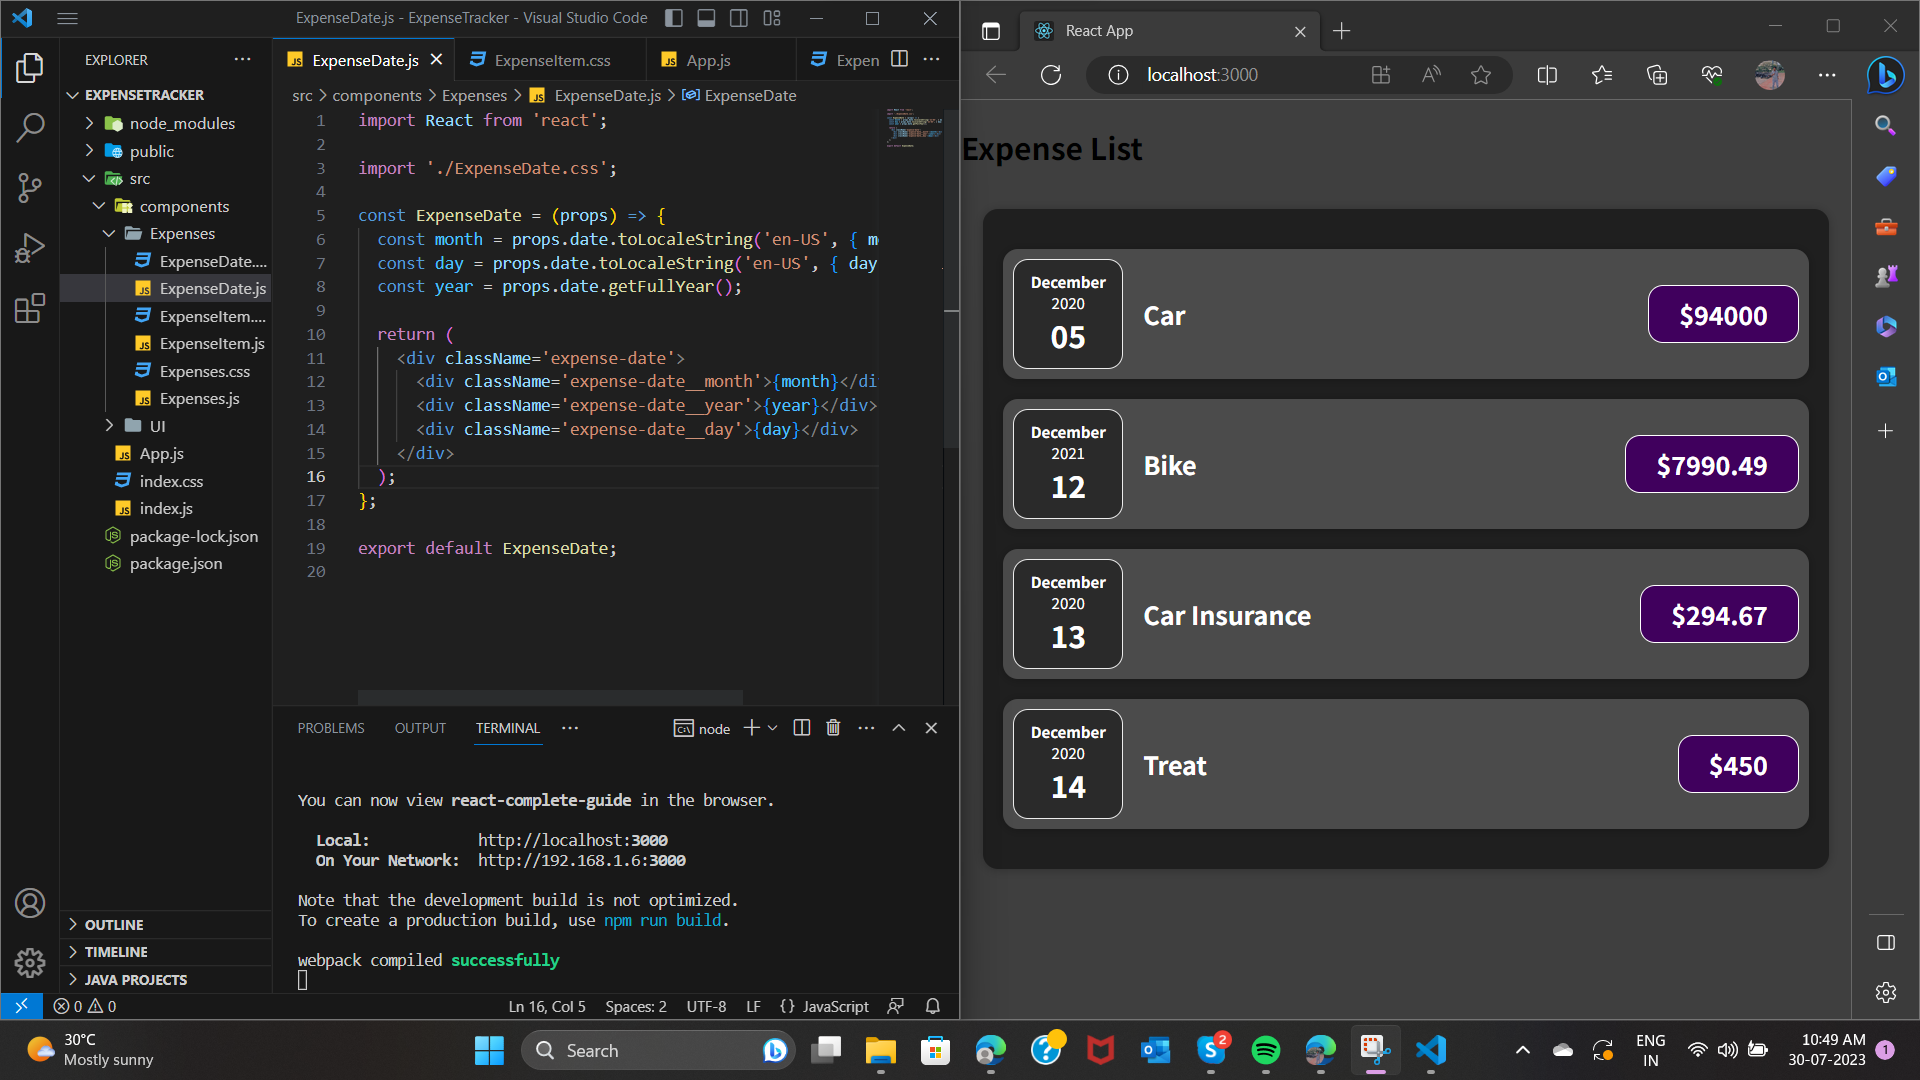 ExpenseDate.js - ExpenseTracker - Visual Studio Code
EXPLORER
EXPENSETRACKER
node_modules
public
src
components
Expenses
ExpenseDate....
ExpenseDate.js
ExpenseItem....
ExpenseItem.js
Expenses.css
Expenses.js
UI
App.js
index.css
index.js
package-lock.json
package.json
OUTLINE
TIMELINE
JAVA PROJECTS
ExpenseDate.js
ExpenseItem.css
App.js
Expen
src > components > Expenses > ExpenseDate.js > ExpenseDate
1 import React from 'react';
2
3 import './ExpenseDate.css';
4
5 const ExpenseDate = (props) => {
6 const month = props.date.toLocaleString('en-US', { m
7 const day = props.date.toLocaleString('en-US', { day
8 const year = props.date.getFullYear();
9
10 return (
11 <div className='expense-date'>
12 <div className='expense-date__month'>{month}</di
13 <div className='expense-date__year'>{year}</div>
14 <div className='expense-date__day'>{day}</div>
15 </div>
16 );
17 };
18
19 export default ExpenseDate;
20
PROBLEMS OUTPUT TERMINAL
node
You can now view react-complete-guide in the browser.
Local: http://localhost:3000
On Your Network: http://192.168.1.6:3000
Note that the development build is not optimized.
To create a production build, use npm run build.
webpack compiled successfully
0 0
Ln 16, Col 5 Spaces: 2 UTF-8 LF {} JavaScript
React App
localhost:3000
Expense List
December
2020
05
Car
$94000
December
2021
12
Bike
$7990.49
December
2020
13
Car Insurance
$294.67
December
2020
14
Treat
$450
30°C
Mostly sunny
Search
2
ENG
IN
10:49 AM
30-07-2023
1